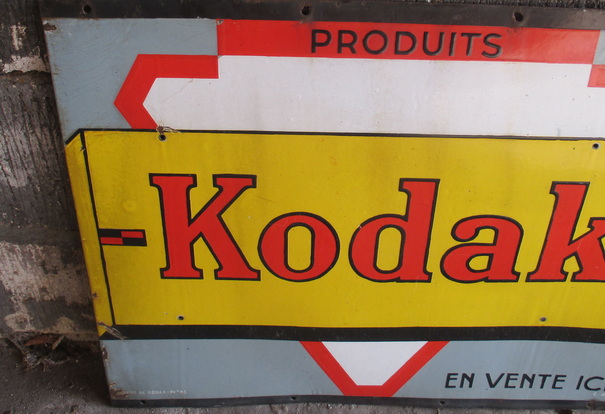 PRODUITS
Kodak
EN VENTE ICI